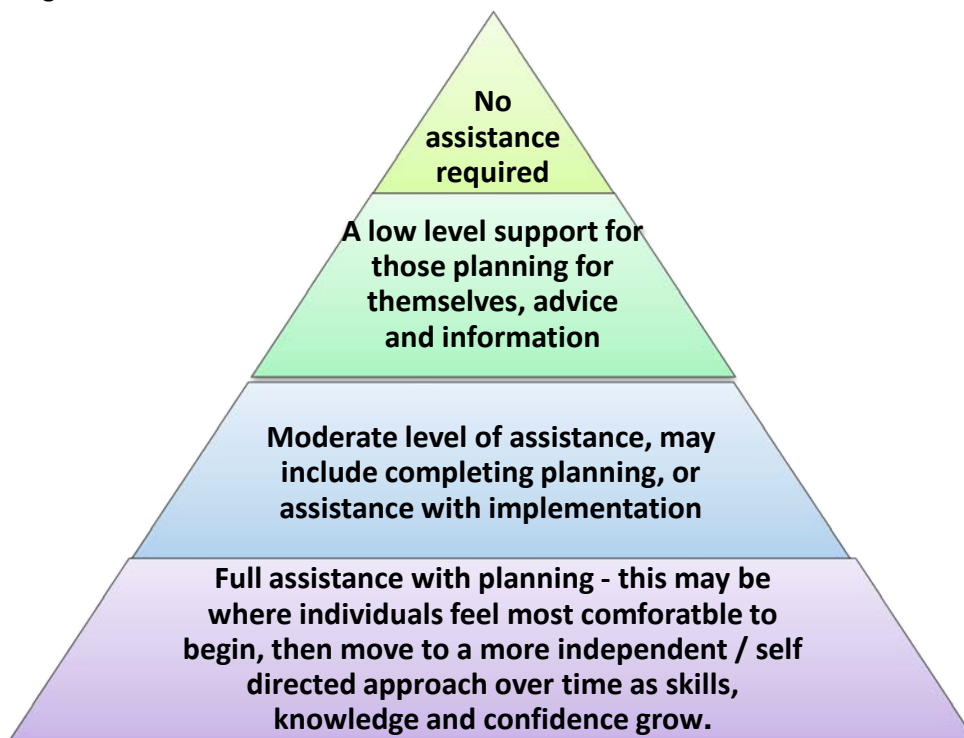 No
assistance
required
A low level support for
those planning for
themselves, advice
and information
Moderate level of assistance, may
include completing planning, or
assistance with implementation
Full assistance with planning - this may be
where individuals feel most comforatble to
begin, then move to a more independent / self
directed approach over time as skills,
knowledge and confidence grow.